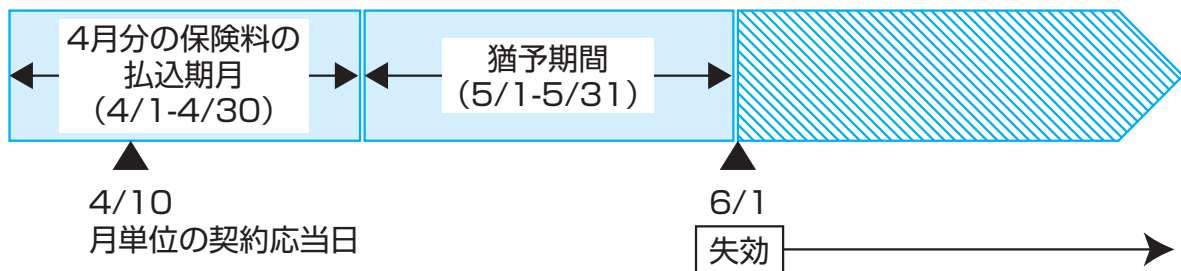 4月分の保険料の
払込期月
（4/1-4/30）
猶予期間
（5/1-5/31）
4/10
月単位の契約応当日
6/1
失効